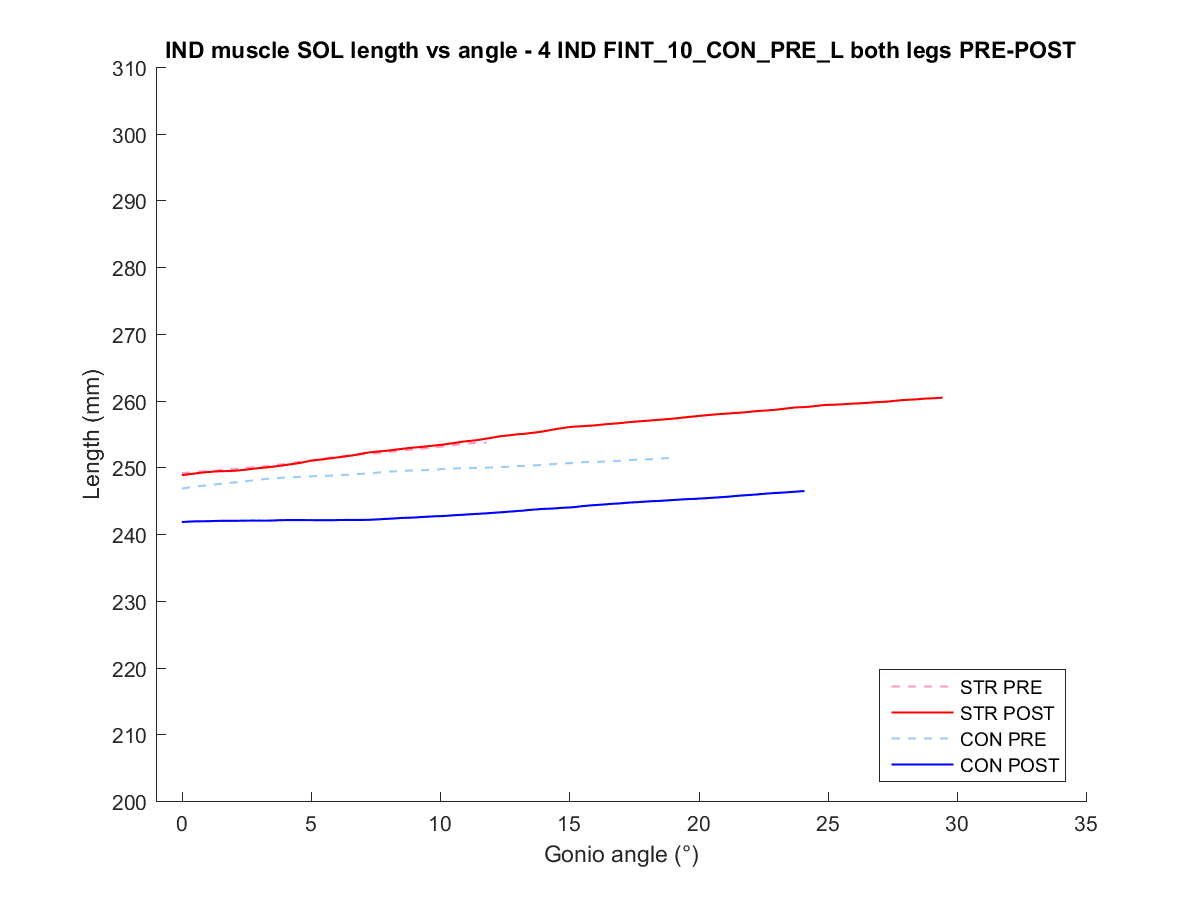 IND muscle SOL length vs angle - 4 IND FINT_10_CON_PRE_L both legs PRE-POST
310
300
290
280
270
260
250
240
230
220
210
200
Length (mm)
0 5 10 15 20 25 30 35
Gonio angle (°)
STR PRE
STR POST
CON PRE
CON POST